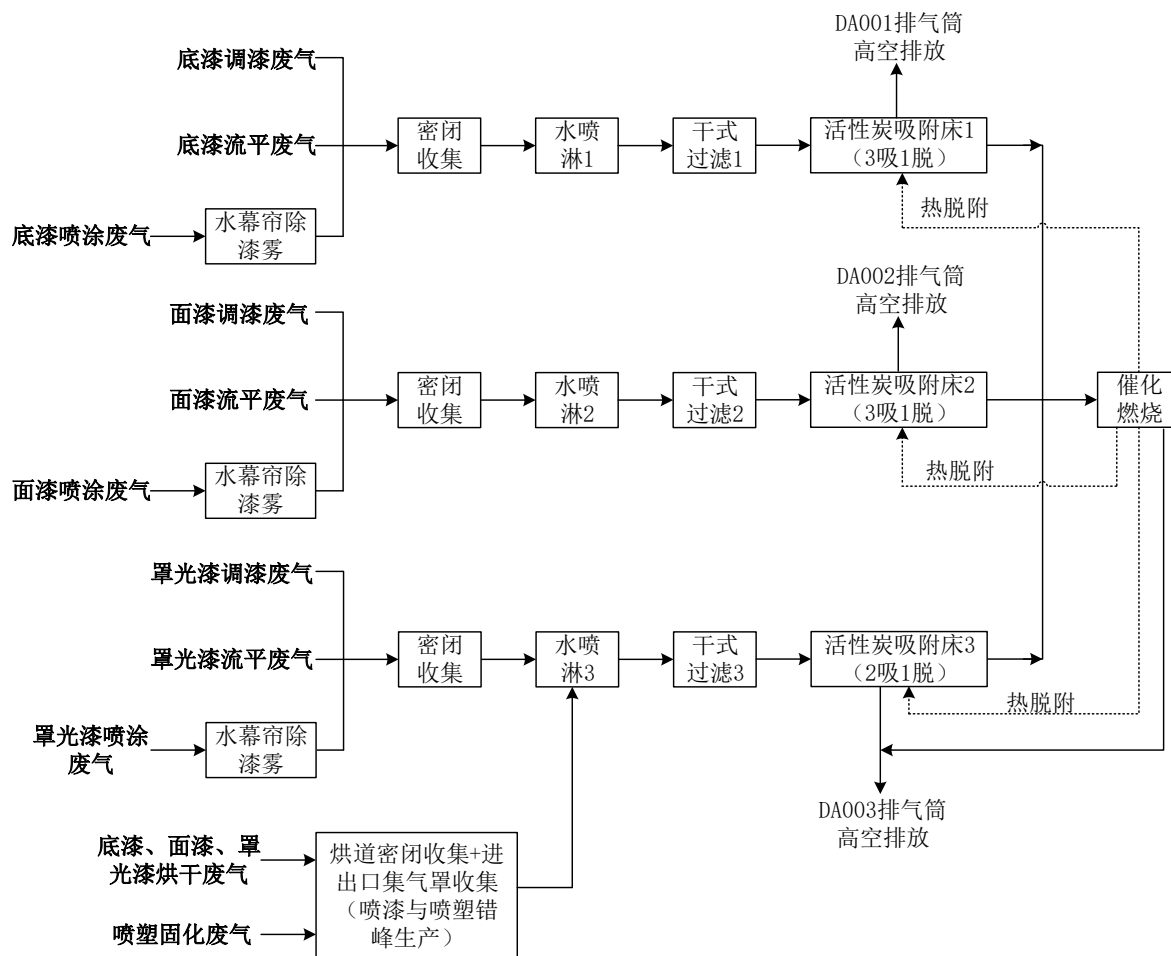 DA001排气筒
高空排放
底漆调漆废气
底漆流平废气
底漆喷涂废气
水幕帘除
漆雾
密闭
收集
水喷
淋1
干式
过滤1
活性炭吸附床1
（3吸1脱）
热脱附
DA002排气筒
高空排放
面漆调漆废气
面漆流平废气
面漆喷涂废气
水幕帘除
漆雾
密闭
收集
水喷
淋2
干式
过滤2
活性炭吸附床2
（3吸1脱）
催化
燃烧
热脱附
罩光漆调漆废气
罩光漆流平废气
罩光漆喷涂
废气
水幕帘除
漆雾
密闭
收集
水喷
淋3
干式
过滤3
活性炭吸附床3
（2吸1脱）
热脱附
DA003排气筒
高空排放
底漆、面漆、罩
光漆烘干废气
喷塑固化废气
烘道密闭收集+进
出口集气罩收集
（喷漆与喷塑错
峰生产）